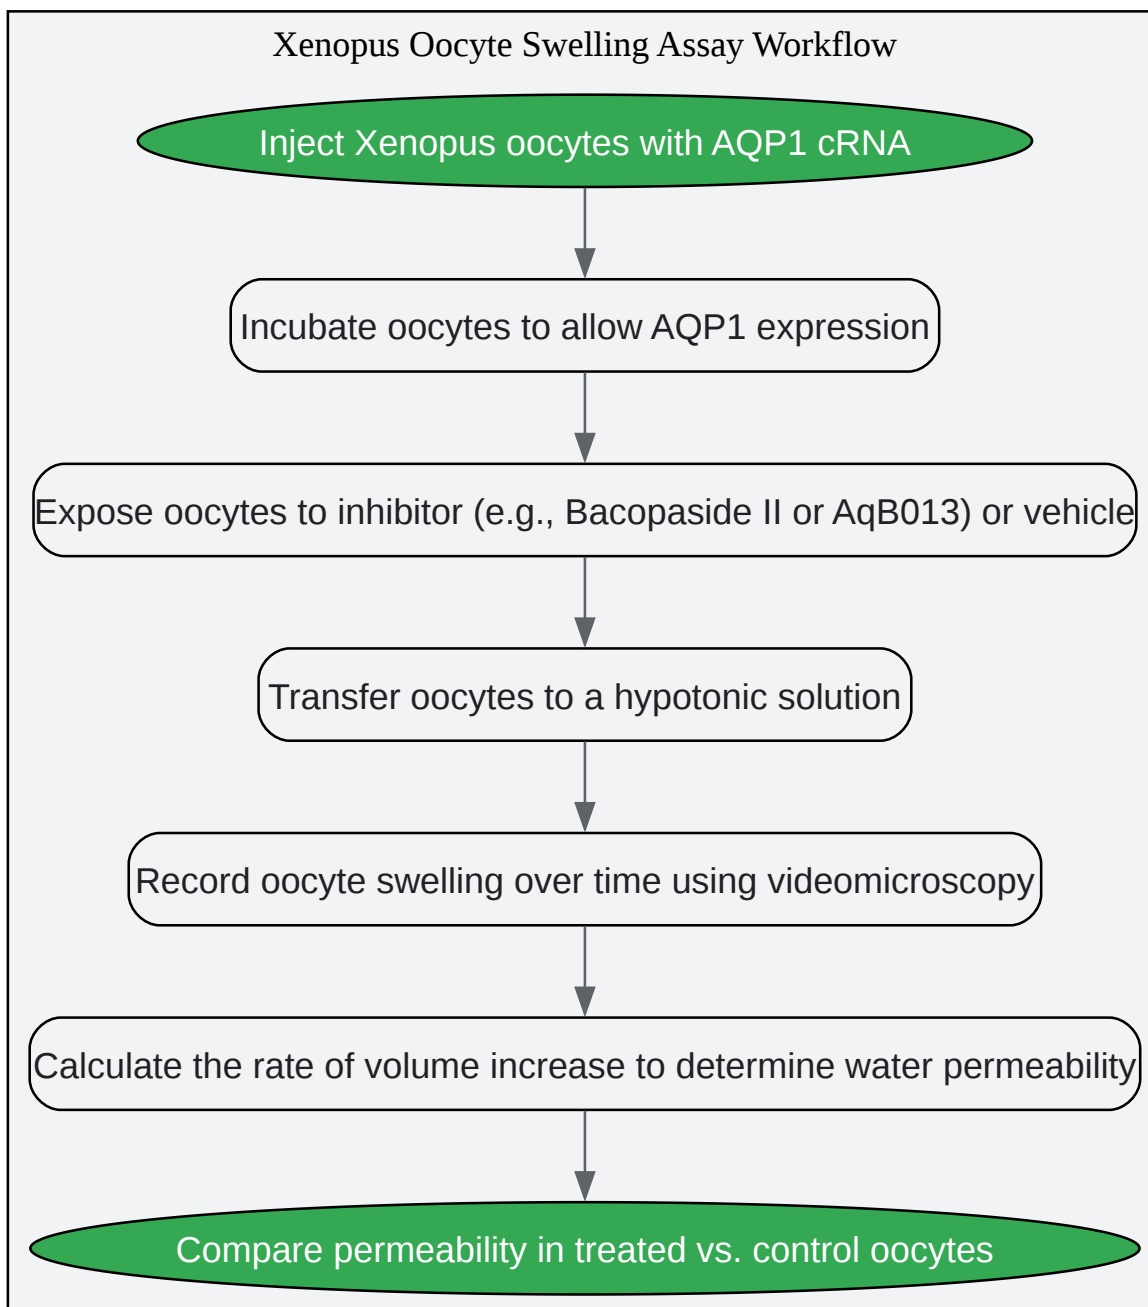 Xenopus Oocyte Swelling Assay Workflow
Inject Xenopus oocytes with AQP1 cRNA
Incubate oocytes to allow AQP1 expression
Expose oocytes to inhibitor (e.g., Bacopaside II or AqB013) or vehicle
Transfer oocytes to a hypotonic solution
Record oocyte swelling over time using videomicroscopy
Calculate the rate of volume increase to determine water permeability
Compare permeability in treated vs. control oocytes